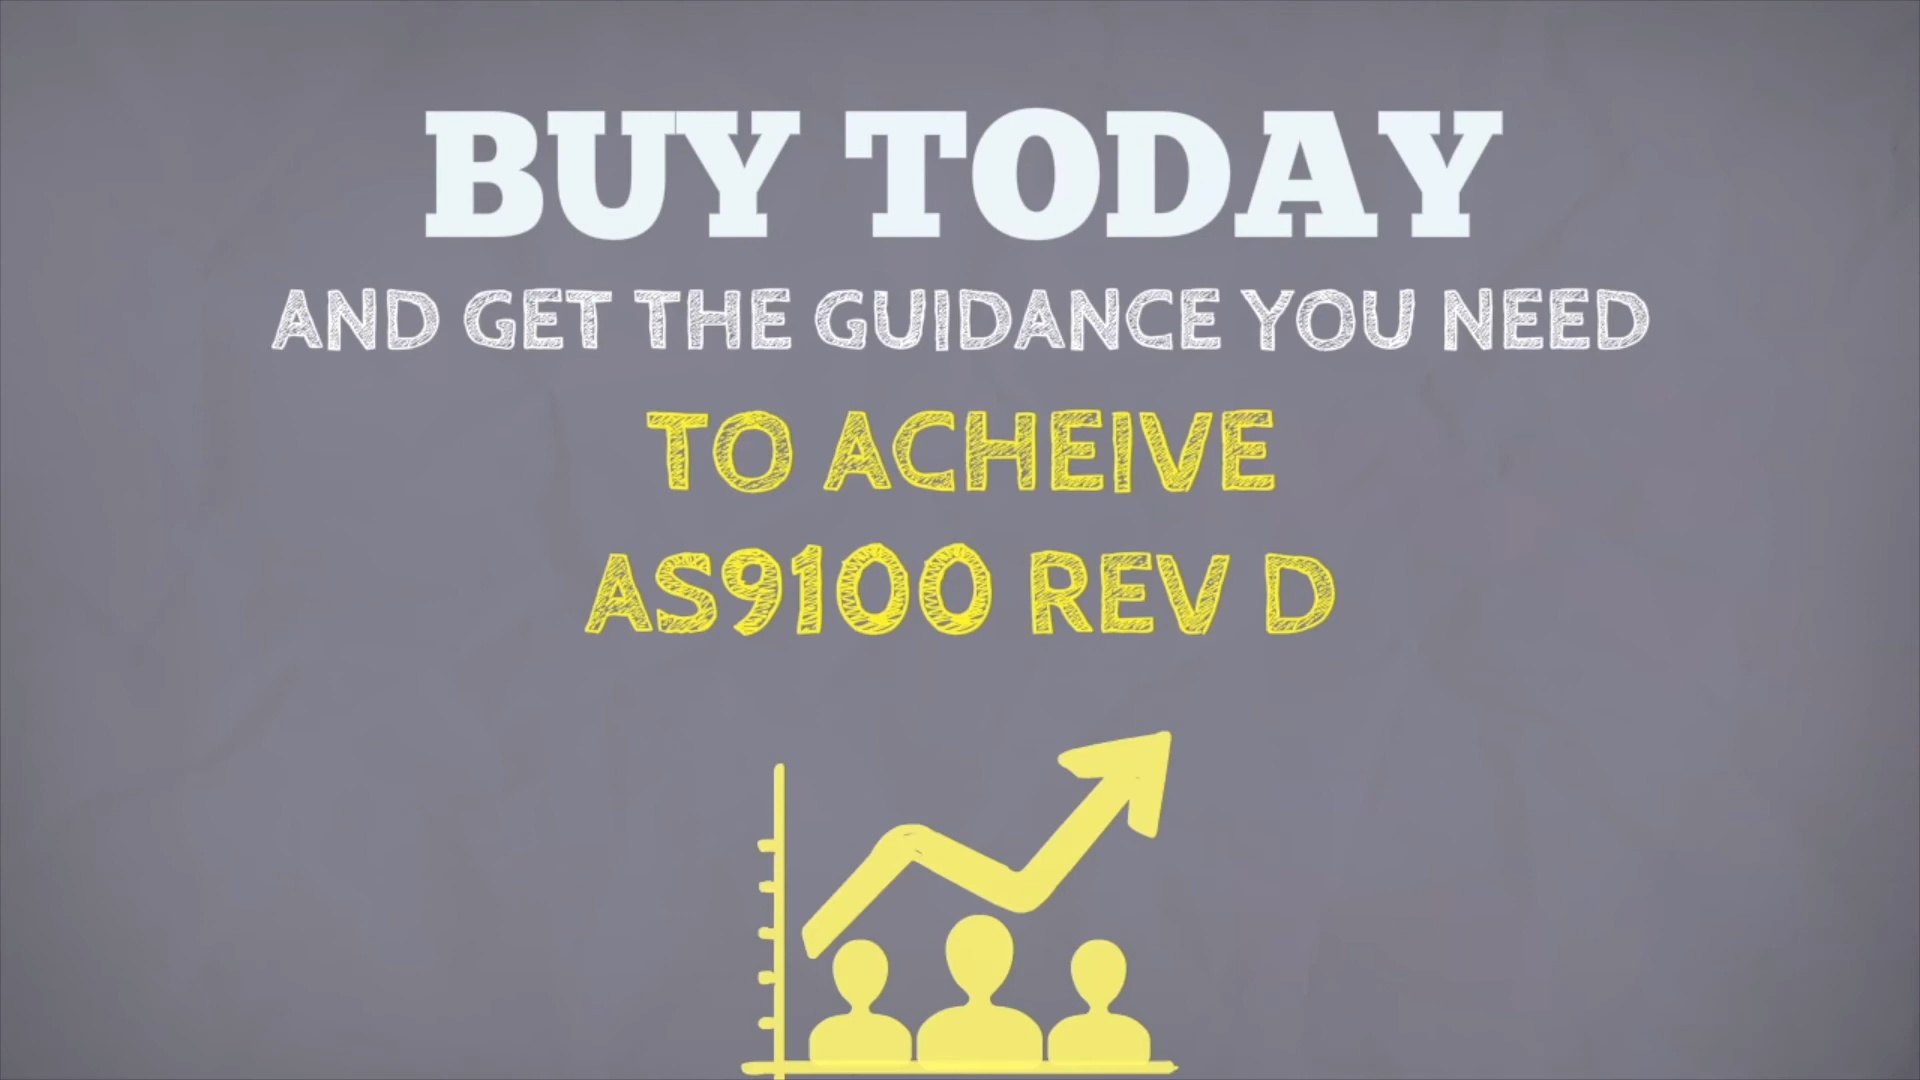 BUY TODAY
AND GET THE GUIDANCE YOU NEED
TO ACHEIVE
AS9100 REV D